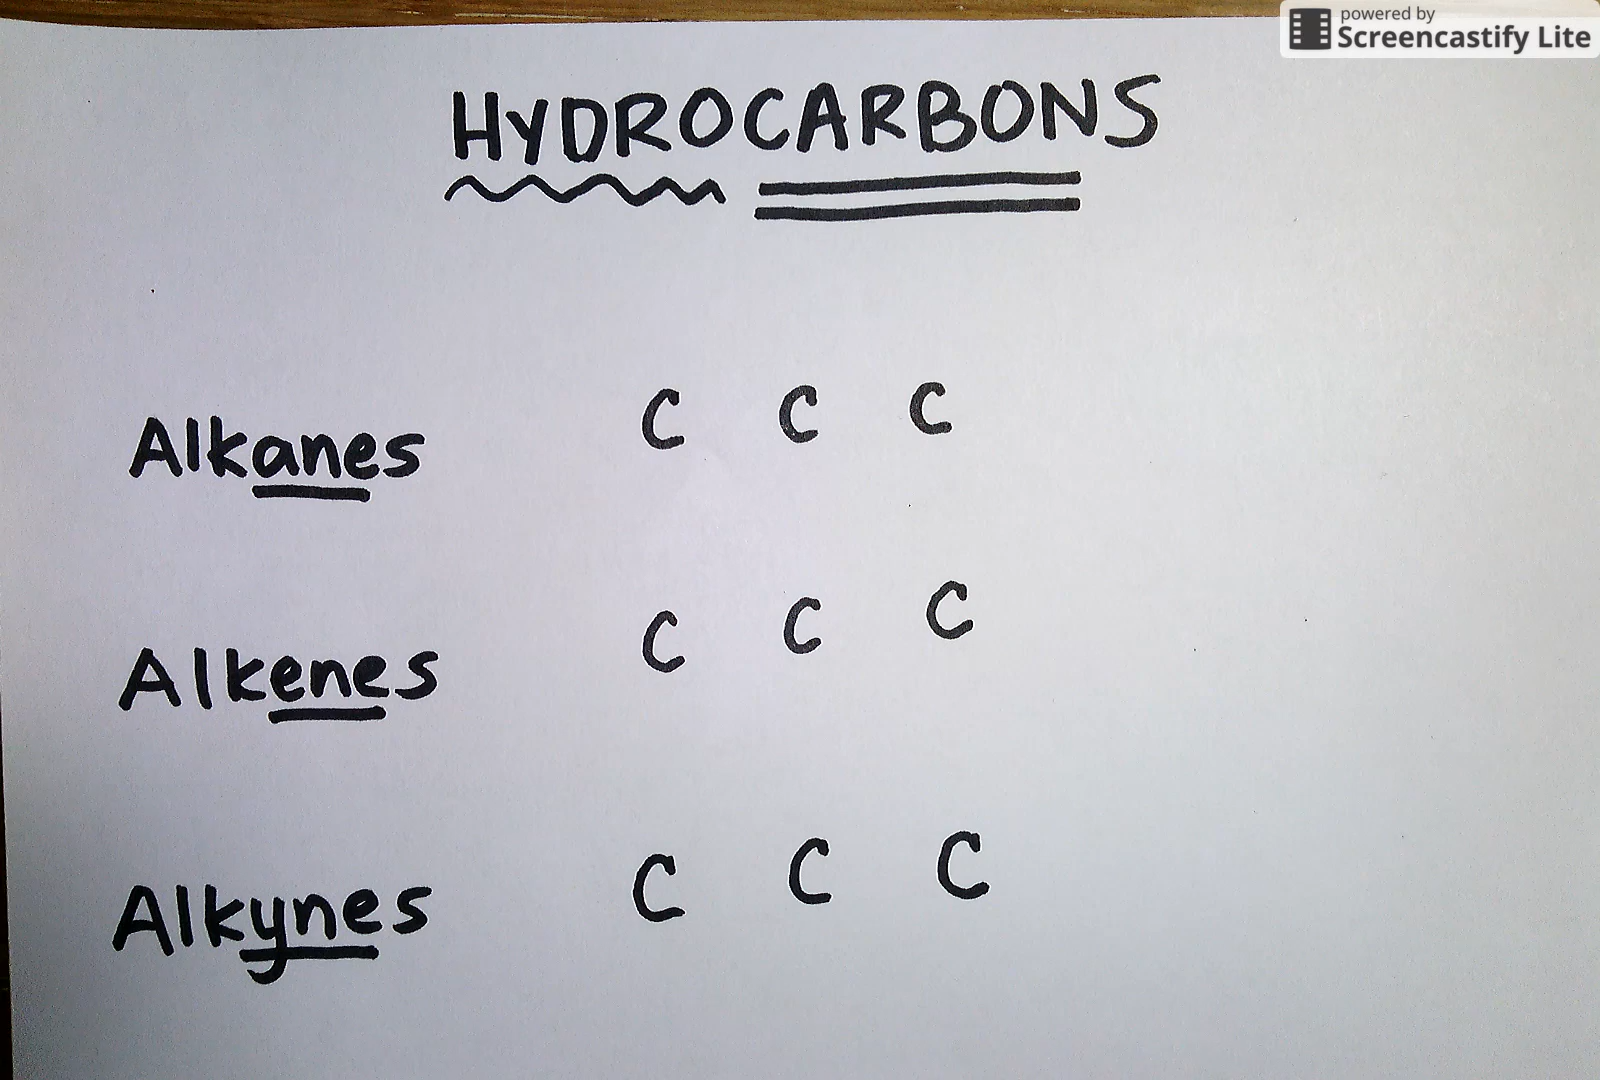 powered by
Screencastify Lite
HYDROCARBONS
Alkanes C C C
Alkenes C C C
Alkynes C C C